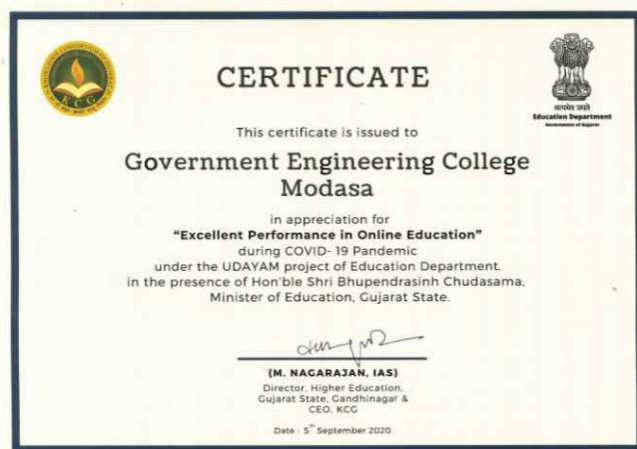 KCG
CERTIFICATE
सत्यमेव जयते
Education Department
Government of Gujarat
This certificate is issued to
Government Engineering College
Modasa
in appreciation for
“Excellent Performance in Online Education”
during COVID- 19 Pandemic
under the UDAYAM project of Education Department,
in the presence of Hon’ble Shri Bhupendrasinh Chudasama,
Minister of Education, Gujarat State.
(M. NAGARAJAN, IAS)
Director, Higher Education,
Gujarat State, Gandhinagar &
CEO, KCG
Date : 5th September 2020